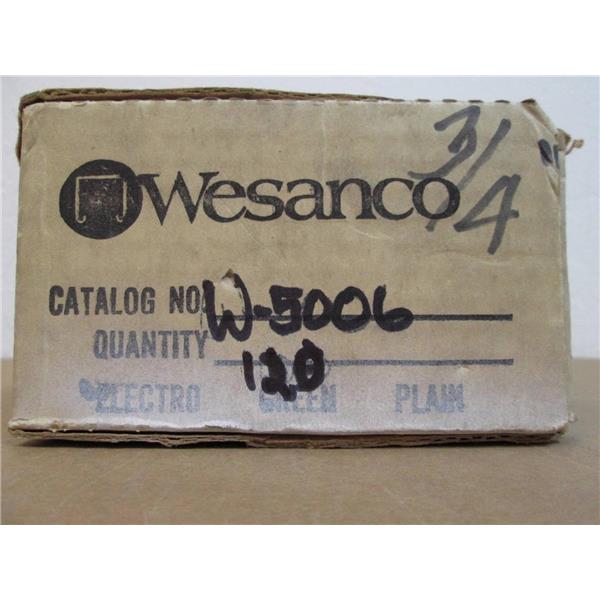 3/4
Wesanco
CATALOG NO. W-5006
QUANTITY 120
ELECTRO GREEN PLAIN